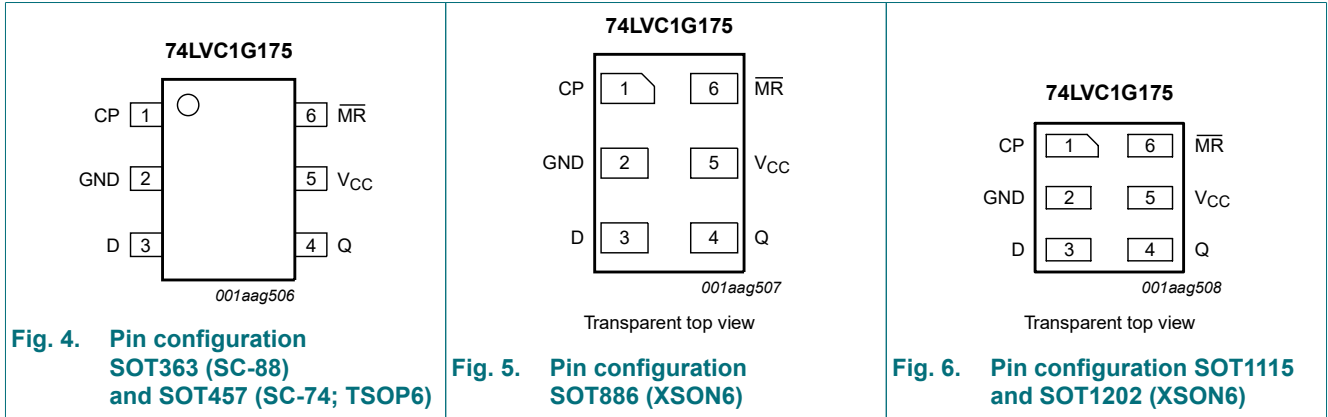 74LVC1G175
CP 1 6 MR
GND 2 5 VCC
D 3 4 Q
001aag506
Fig. 4. Pin configuration
SOT363 (SC-88)
and SOT457 (SC-74; TSOP6)
74LVC1G175
CP 1 6 MR
GND 2 5 VCC
D 3 4 Q
001aag507
Transparent top view
Fig. 5. Pin configuration
SOT886 (XSON6)
74LVC1G175
CP 1 6 MR
GND 2 5 VCC
D 3 4 Q
001aag508
Transparent top view
Fig. 6. Pin configuration SOT1115
and SOT1202 (XSON6)